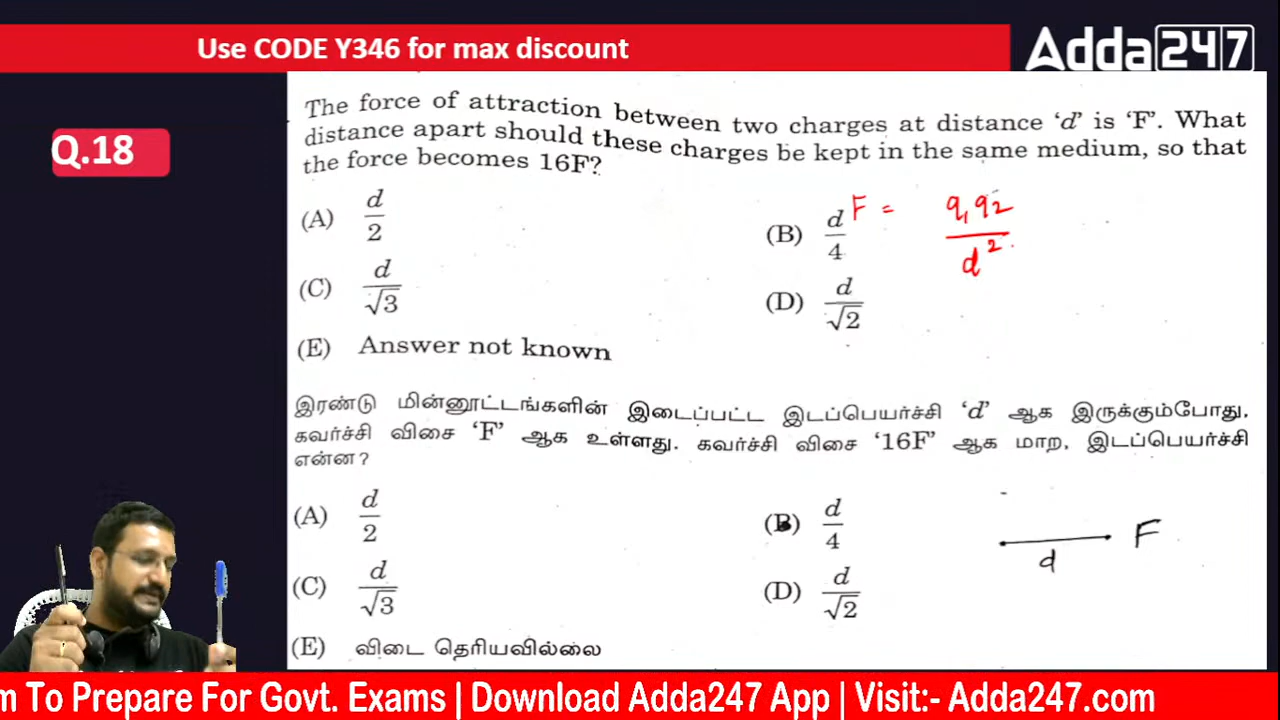 Use CODE Y346 for max discount
Adda247
Q.18
The force of attraction between two charges at distance 'd' is 'F'. What
distance apart should these charges be kept in the same medium, so that
the force becomes 16F?
(A) d/2
(B) d/4
F = q₁q₂/d²
(C) d/√3
(D) d/√2
(E) Answer not known
இரண்டு மின்னூட்டங்களின் இடைப்பட்ட இடப்பெயர்ச்சி 'd' ஆக இருக்கும்போது,
கவர்ச்சி விசை 'F' ஆக உள்ளது. கவர்ச்சி விசை '16F' ஆக மாற, இடப்பெயர்ச்சி
என்ன?
(A) d/2
(B) d/4
F
d
(C) d/√3
(D) d/√2
(E) விடை தெரியவில்லை
m To Prepare For Govt. Exams | Download Adda247 App | Visit:- Adda247.com